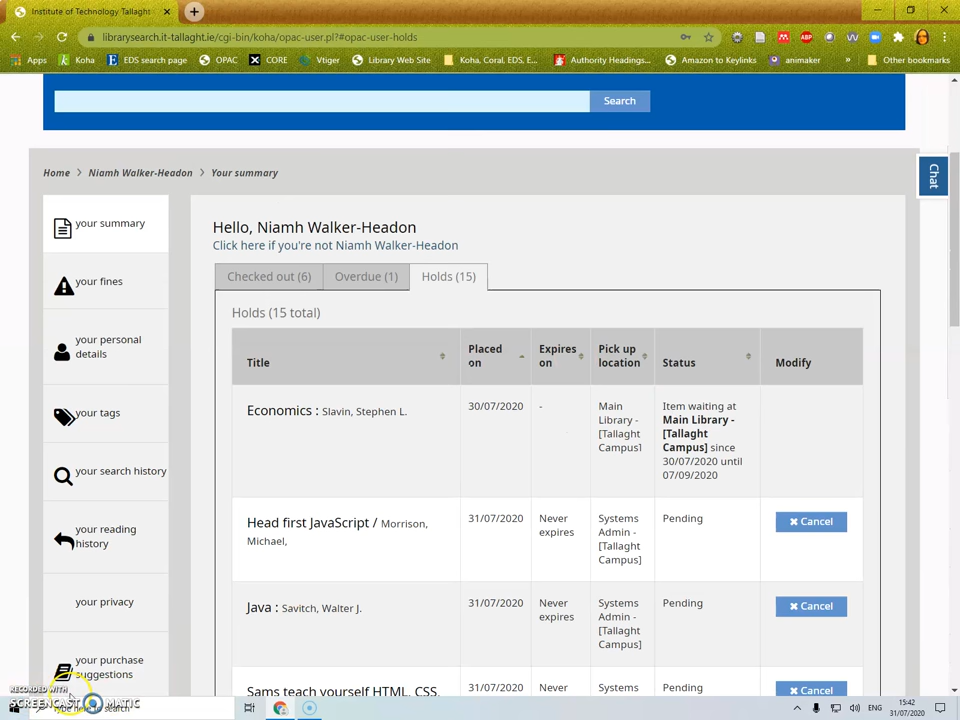 Institute of Technology Tallaght
librarysearch.it-tallaght.ie/cgi-bin/koha/opac-user.pl?#opac-user-holds
Apps Koha EDS search page OPAC CORE Vtiger Library Web Site Koha, Coral, EDS, E... Authority Headings,... Amazon to Keylinks animaker » Other bookmarks
Search
Chat
Home > Niamh Walker-Headon > Your summary
your summary
your fines
your personal
details
your tags
your search history
your reading
history
your privacy
your purchase
suggestions
Hello, Niamh Walker-Headon
Click here if you're not Niamh Walker-Headon
Checked out (6) Overdue (1) Holds (15)
Holds (15 total)
Title
Placed
on
Expires
on
Pick up
location
Status
Modify
Economics : Slavin, Stephen L.
30/07/2020
-
Main
Library -
[Tallaght
Campus]
Item waiting at
Main Library -
[Tallaght
Campus] since
30/07/2020 until
07/09/2020
Head first JavaScript / Morrison,
Michael,
31/07/2020
Never
expires
Systems
Admin -
[Tallaght
Campus]
Pending
Cancel
Java : Savitch, Walter J.
31/07/2020
Never
expires
Systems
Admin -
[Tallaght
Campus]
Pending
Cancel
Sams teach yourself HTML, CSS,
31/07/2020
Never
Systems
Pending
Cancel
RECORDED WITH
SCREENCAST MATIC
ENG
15:42
31/07/2020